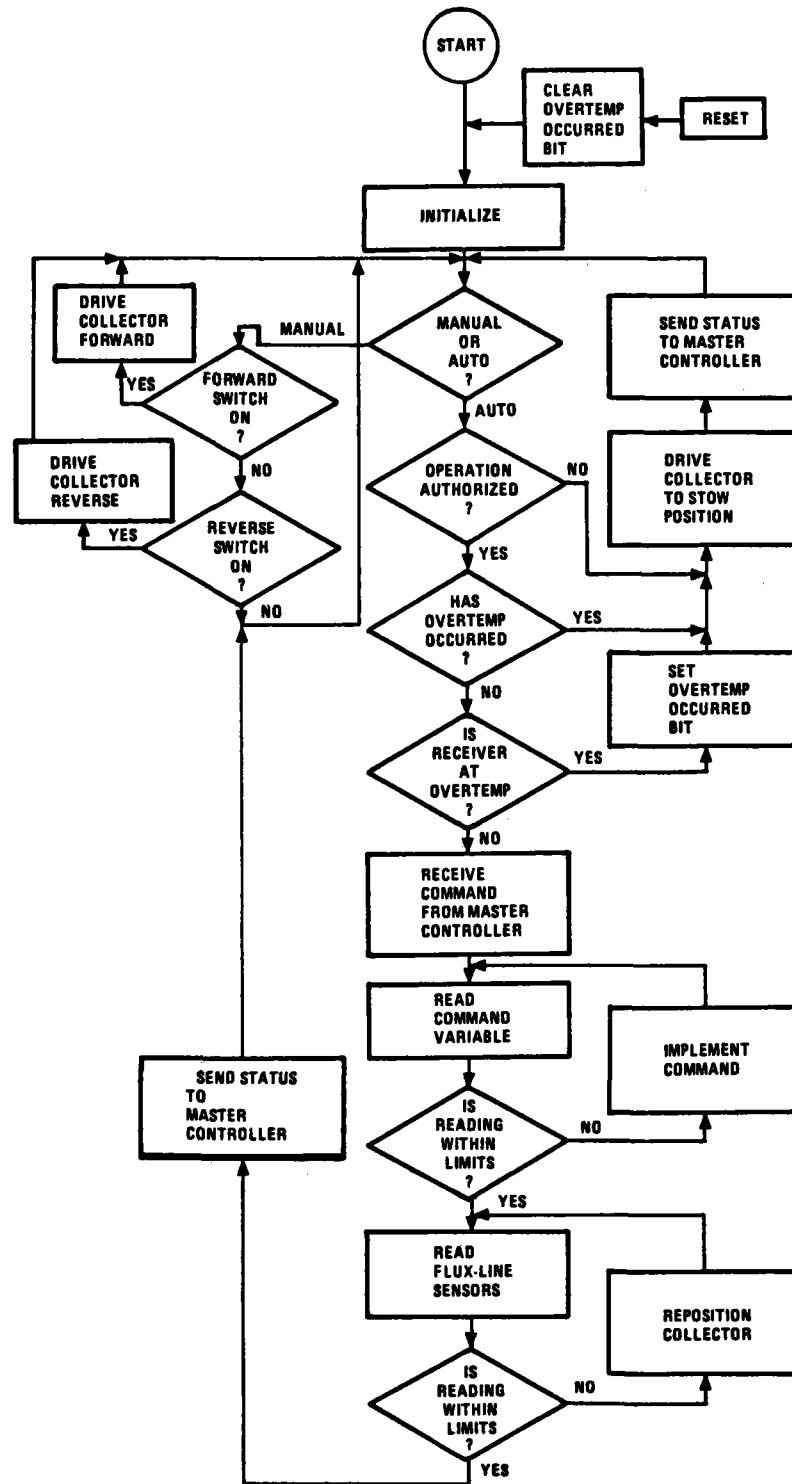 START
CLEAR
OVERTEMP
OCCURRED
BIT
RESET
INITIALIZE
DRIVE
COLLECTOR
FORWARD
MANUAL
MANUAL
OR
AUTO
?
SEND STATUS
TO MASTER
CONTROLLER
YES
FORWARD
SWITCH
ON
?
AUTO
DRIVE
COLLECTOR
REVERSE
NO
OPERATION
AUTHORIZED
?
NO
DRIVE
COLLECTOR
TO STOW
POSITION
YES
REVERSE
SWITCH
ON
?
YES
NO
HAS
OVERTEMP
OCCURRED
?
YES
NO
SET
OVERTEMP
OCCURRED
BIT
IS
RECEIVER
AT
OVERTEMP
?
YES
NO
RECEIVE
COMMAND
FROM MASTER
CONTROLLER
READ
COMMAND
VARIABLE
IMPLEMENT
COMMAND
SEND STATUS
TO
MASTER
CONTROLLER
IS
READING
WITHIN
LIMITS
?
NO
YES
READ
FLUX-LINE
SENSORS
REPOSITION
COLLECTOR
IS
READING
WITHIN
LIMITS
?
NO
YES